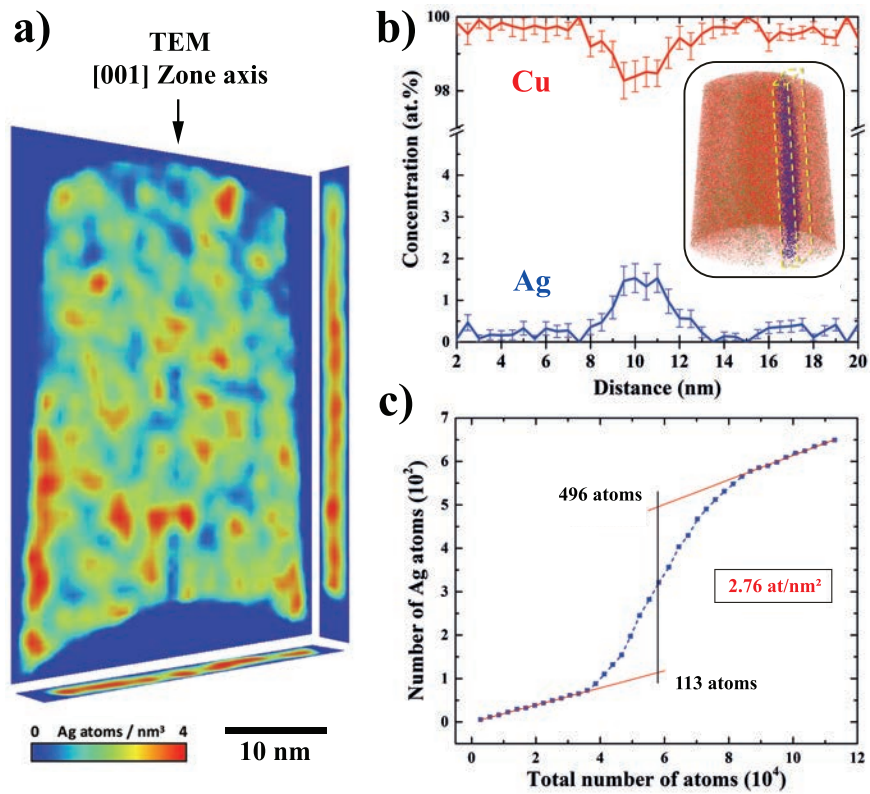 a)
TEM
[001] Zone axis
0 Ag atoms / nm³ 4
10 nm
b)
100
98
4
3
2
1
0
Concentration (at.%)
Cu
Ag
2 4 6 8 10 12 14 16 18 20
Distance (nm)
c)
7
6
5
4
3
2
1
0
Number of Ag atoms (10²)
496 atoms
2.76 at/nm²
113 atoms
0 2 4 6 8 10 12
Total number of atoms (10⁴)